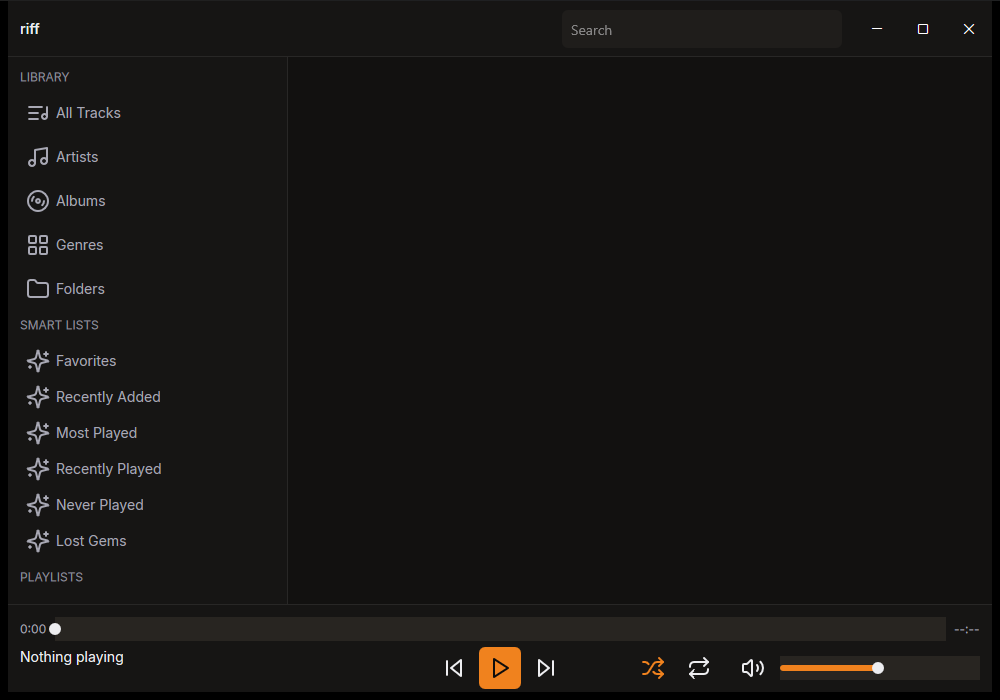 riff
Search
LIBRARY
All Tracks
Artists
Albums
Genres
Folders
SMART LISTS
Favorites
Recently Added
Most Played
Recently Played
Never Played
Lost Gems
PLAYLISTS
0:00
--:--
Nothing playing